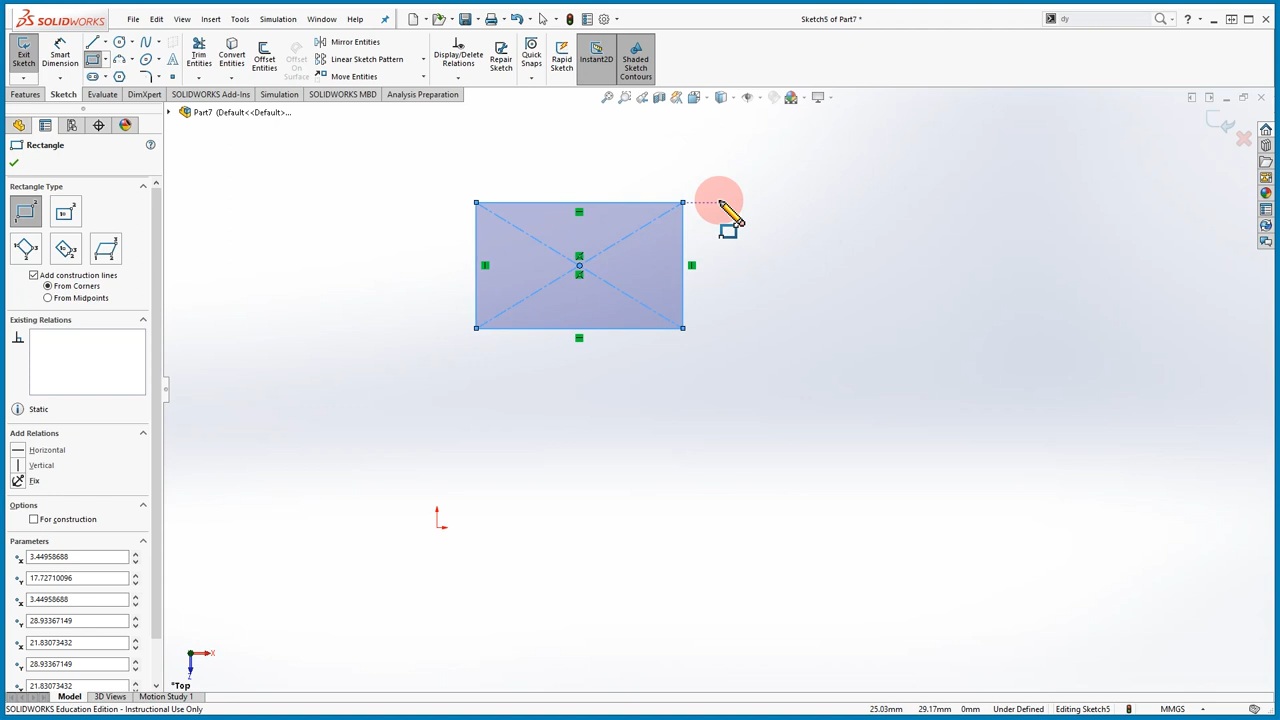 SOLIDWORKS File Edit View Insert Tools Simulation Window Help Sketch5 of Part7 * dy
Exit Sketch
Smart Dimension
Trim Entities
Convert Entities
Offset Entities
Offset On Surface
Mirror Entities
Linear Sketch Pattern
Move Entities
Display/Delete Relations
Repair Sketch
Quick Snaps
Rapid Sketch
Instant2D
Shaded Sketch Contours
Features Sketch Evaluate DimXpert SOLIDWORKS Add-Ins Simulation SOLIDWORKS MBD Analysis Preparation
Part7 (Default<<Default>...
Rectangle
Rectangle Type
Add construction lines
From Corners
From Midpoints
Existing Relations
Static
Add Relations
Horizontal
Vertical
Fix
Options
For construction
Parameters
3.44958688
17.72710096
3.44958688
28.93367149
21.83073432
28.93367149
21.83073432
X
Z
*Top
Model 3D Views Motion Study 1
SOLIDWORKS Education Edition - Instructional Use Only 25.03mm 29.17mm 0mm Under Defined Editing Sketch5 MMGS